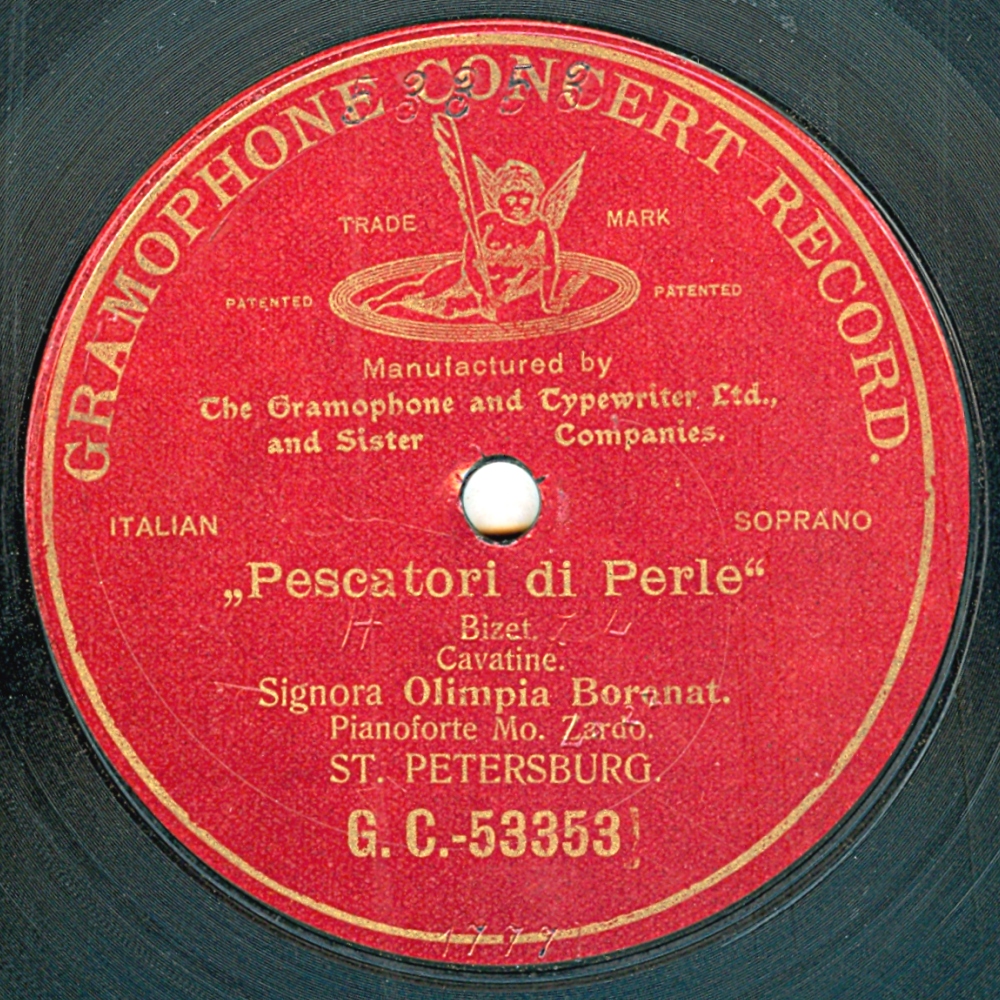 GRAMOPHONE CONCERT RECORD.
53353
TRADE MARK
PATENTED PATENTED
Manufactured by
The Gramophone and Typewriter Ltd.,
and Sister Companies.
ITALIAN SOPRANO
„Pescatori di Perle“
Bizet.
Cavatine.
Signora Olimpia Boronat.
Pianoforte Mo. Zardo.
ST. PETERSBURG.
G. C.-53353